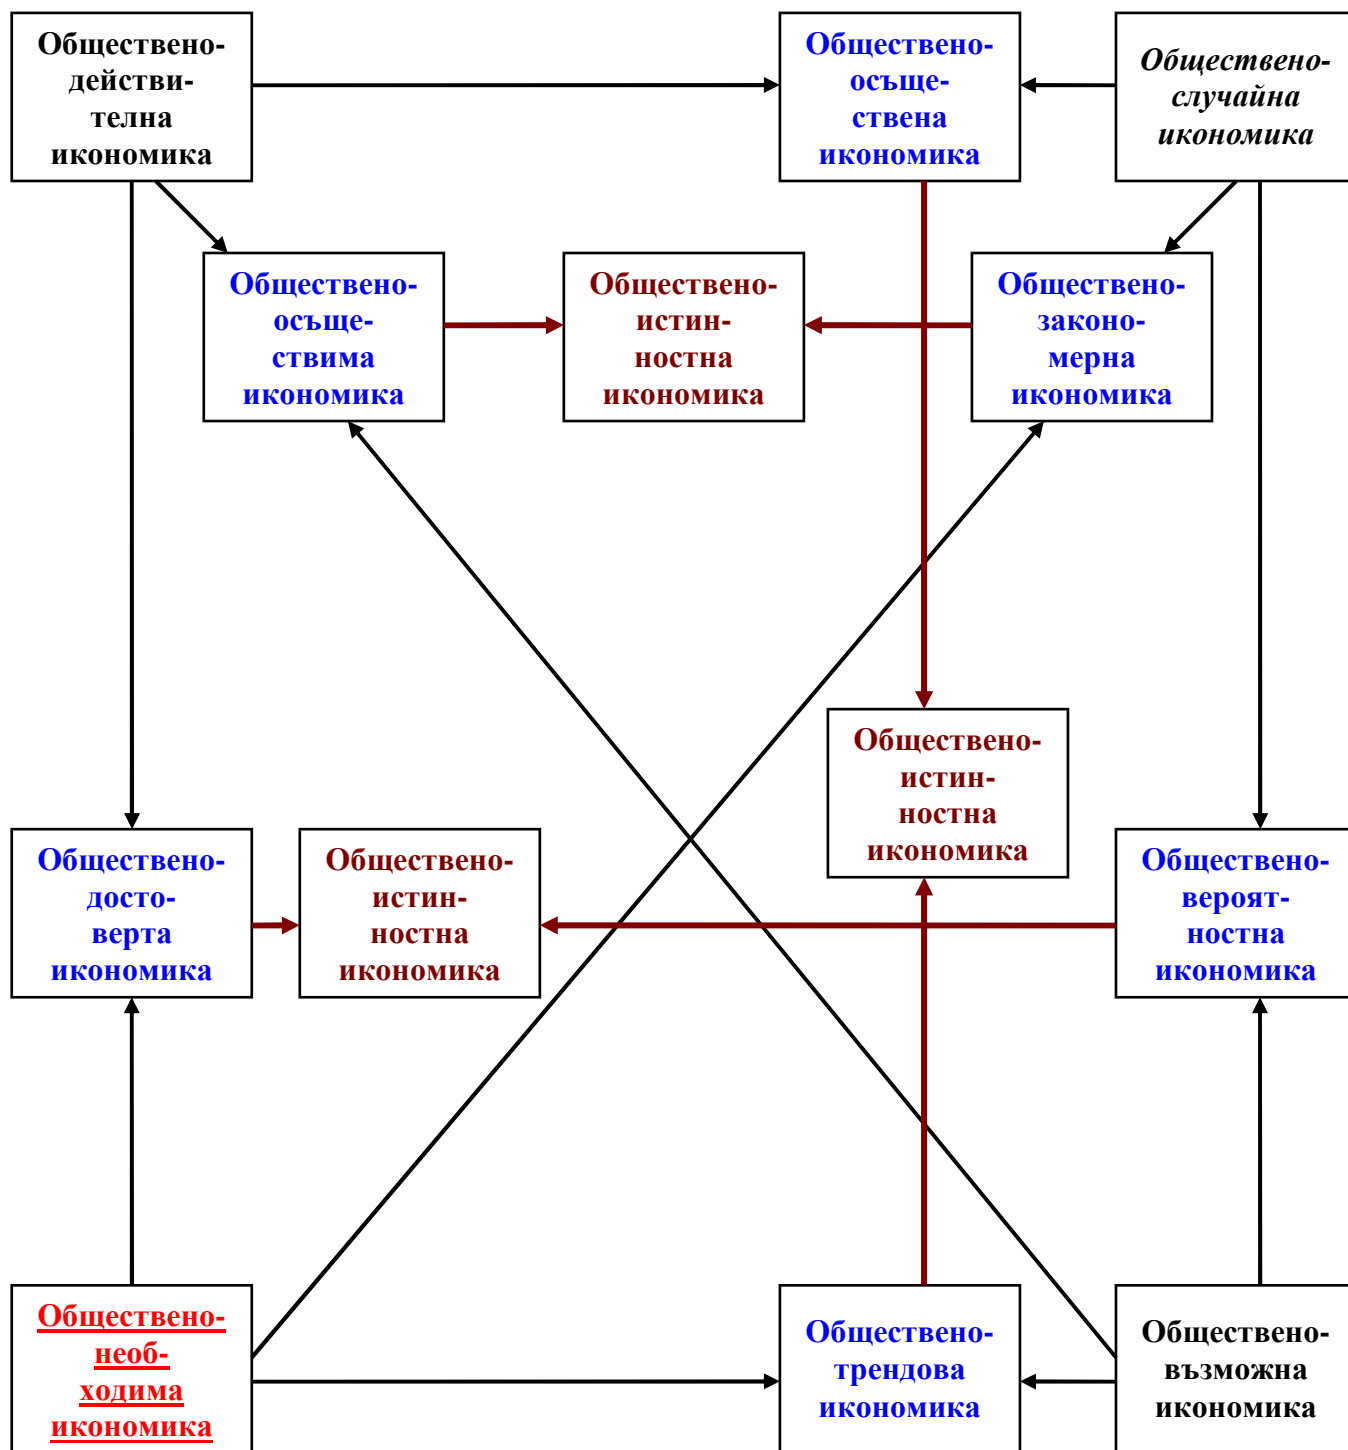 Обществено-
действи-
телна
икономика
Обществено-
осъще-
ствена
икономика
Обществено-
случайна
икономика
Обществено-
осъще-
ствима
икономика
Обществено-
истин-
ностна
икономика
Обществено-
законо-
мерна
икономика
Обществено-
истин-
ностна
икономика
Обществено-
досто-
верта
икономика
Обществено-
истин-
ностна
икономика
Обществено-
вероят-
ностна
икономика
Обществено-
необ-
ходима
икономика
Обществено-
трендова
икономика
Обществено-
възможна
икономика